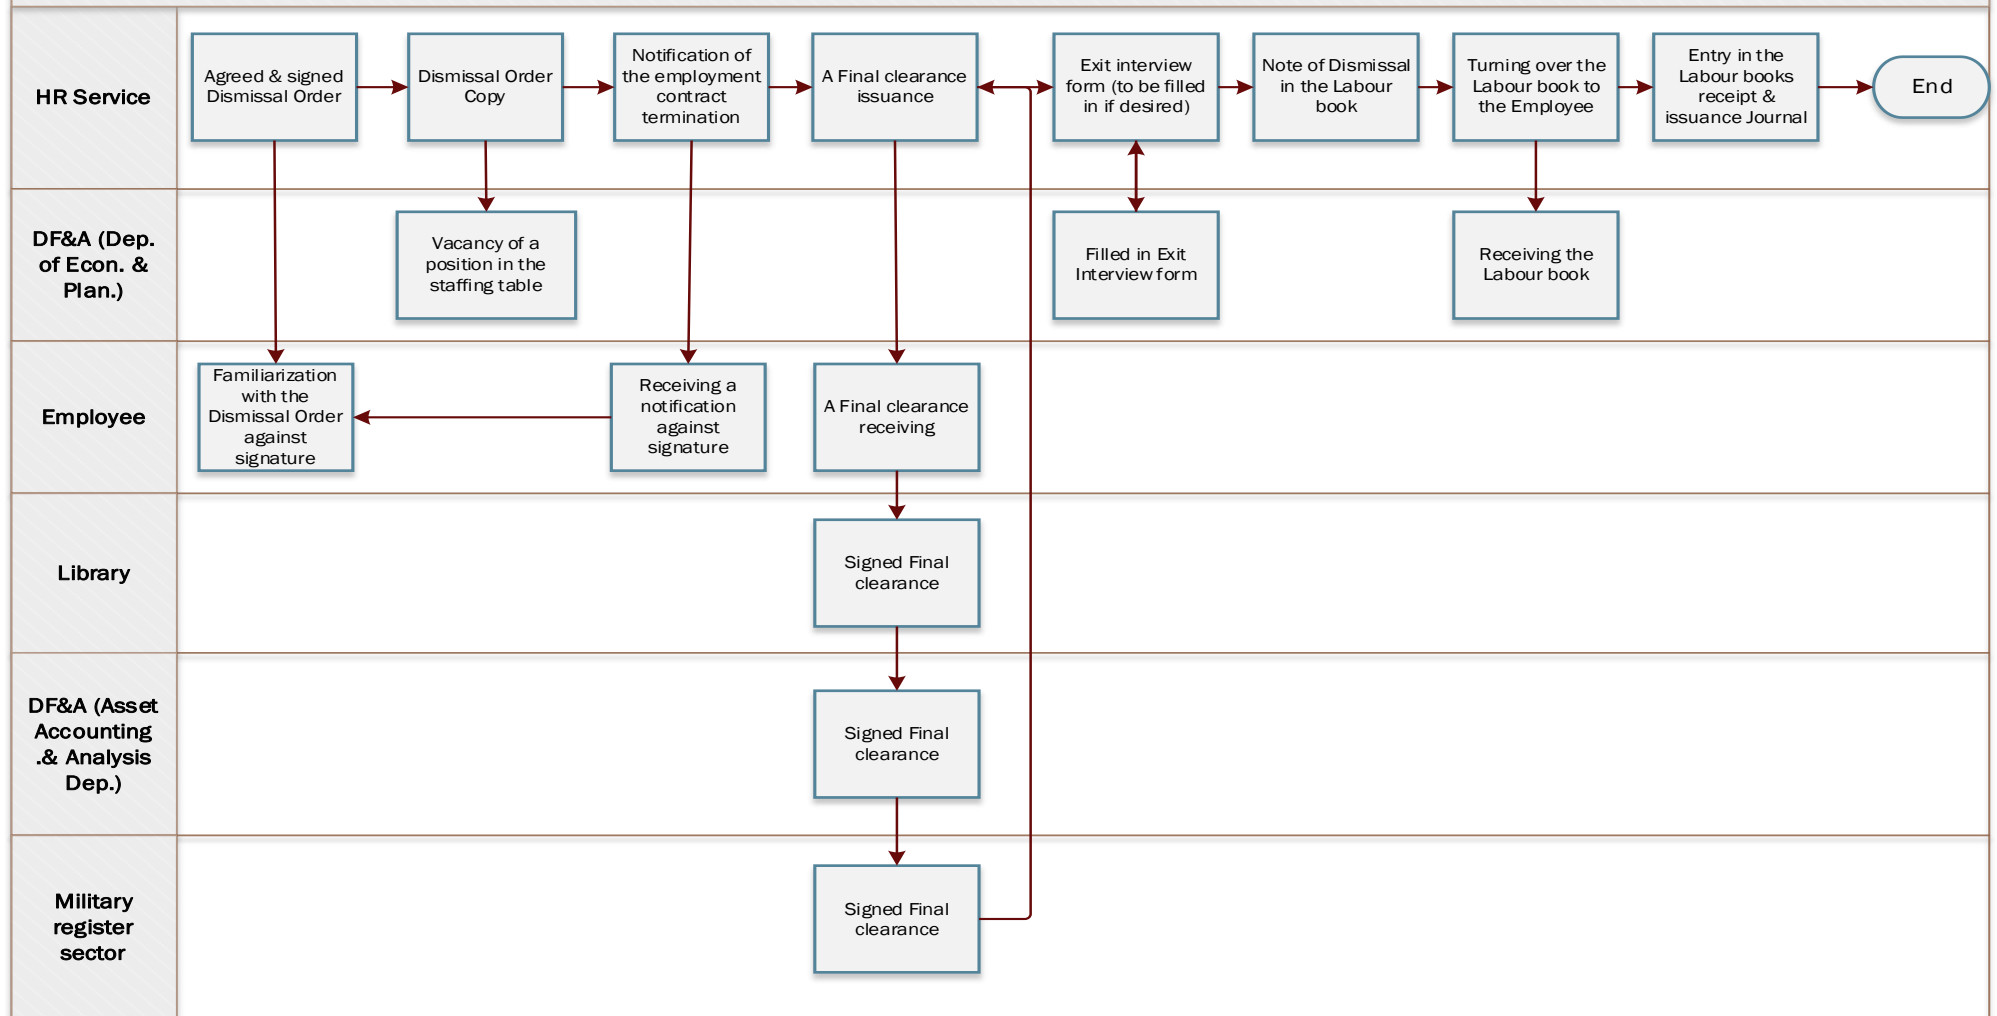 HR Service
Agreed & signed
Dismissal Order
Dismissal Order
Copy
Notification of
the employment
contract
termination
A Final clearance
issuance
Exit interview
form (to be filled
in if desired)
Note of Dismissal
in the Labour
book
Turning over the
Labour book to
the Employee
Entry in the
Labour books
receipt &
issuance Journal
End
DF&A (Dep.
of Econ. &
Plan.)
Vacancy of a
position in the
staffing table
Filled in Exit
Interview form
Receiving the
Labour book
Employee
Familiarization
with the
Dismissal Order
against
signature
Receiving a
notification
against
signature
A Final clearance
receiving
Library
Signed Final
clearance
DF&A (Asset
Accounting
.& Analysis
Dep.)
Signed Final
clearance
Military
register
sector
Signed Final
clearance